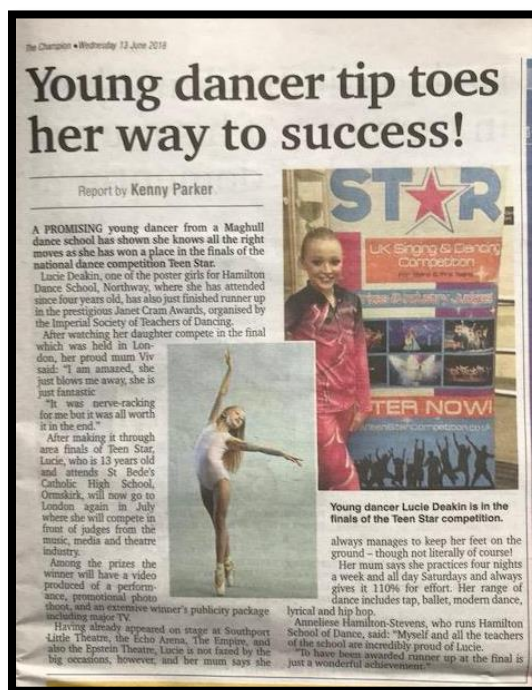 The Champion • Wednesday 13 June 2018
Young dancer tip toes
her way to success!
Report by Kenny Parker
A PROMISING young dancer from a Maghull
dance school has shown she knows all the right
moves as she has won a place in the finals of the
national dance competition Teen Star.
Lucie Deakin, one of the poster girls for Hamilton
Dance School, Northway, where she has attended
since four years old, has also just finished runner up
in the prestigious Janet Cram Awards, organised by
the Imperial Society of Teachers of Dancing.
After watching her daughter compete in the final
which was held in Lon-
don, her proud mum Viv
said: "I am amazed, she
just blows me away, she is
just fantastic
"It was nerve-racking
for me but it was all worth
it in the end."
After making it through
area finals of Teen Star,
Lucie, who is 13 years old
and attends St Bede's
Catholic High School,
Ormskirk, will now go to
London again in July
where she will compete in
front of judges from the
music, media and theatre
industry.
Among the prizes the
winner will have a video
produced of a perform-
ance, promotional photo
shoot, and an extensive winner's publicity package
including major TV.
Having already appeared on stage at Southport
Little Theatre, the Echo Arena, The Empire, and
also the Epstein Theatre, Lucie is not fazed by the
big occasions, however, and her mum says she
STAR
UK Singing & Dancing
Competition
For Teens & Pre Teens
Industry Judges
TER NOW!
Young dancer Lucie Deakin is in the
finals of the Teen Star competition.
always manages to keep her feet on the
ground – though not literally of course!
Her mum says she practices four nights
a week and all day Saturdays and always
gives it 110% for effort. Her range of
dance includes tap, ballet, modern dance,
lyrical and hip hop.
Anneliese Hamilton-Stevens, who runs Hamilton
School of Dance, said: "Myself and all the teachers
of the school are incredibly proud of Lucie.
"To have been awarded runner up at the final is
just a wonderful achievement."